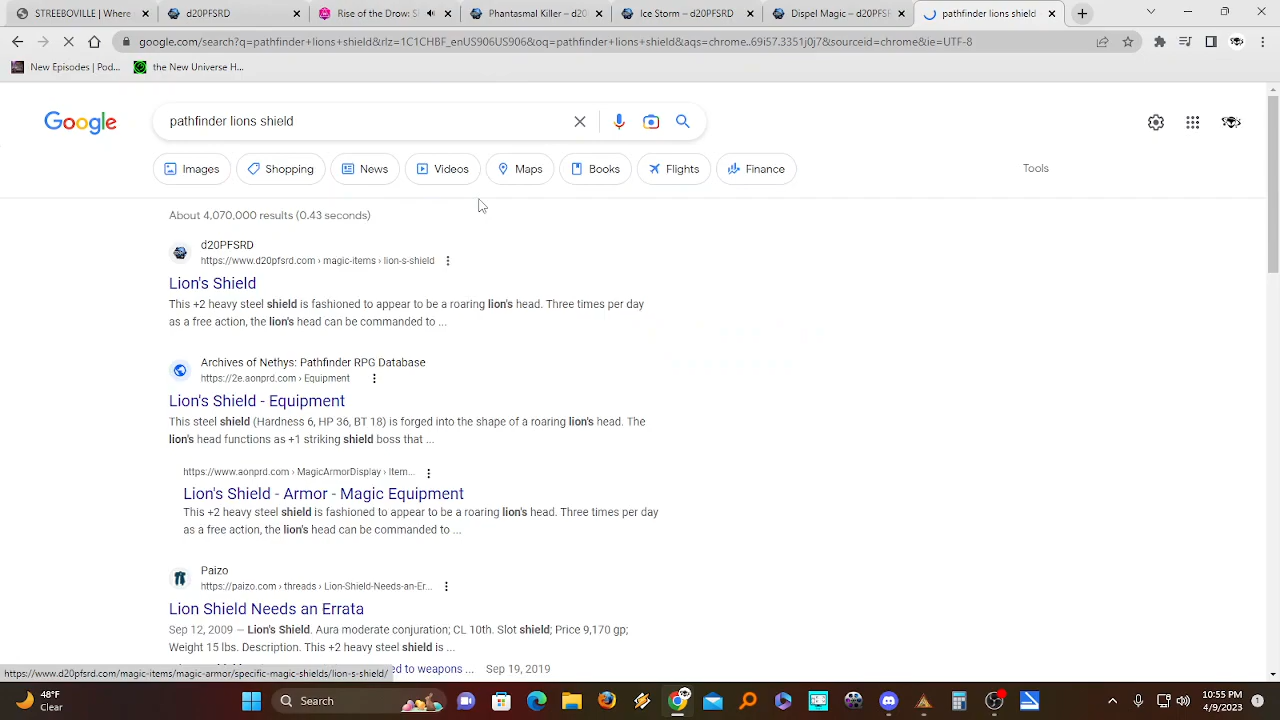 STREEBOVILLE | Where
d20PFSRD
Rise of the Drow: S
Phantasmal Killer – d20
Ice Storm – d20PFSRD
Dispel Magic – d20PFSRD
pathfinder lions shield
google.com/search?q=pathfinder+lions+shield&rlz=1C1CHBF_enUS906US906&oq=pathfinder+lions+shield&aqs=chrome..69i57.3351j0j7&sourceid=chrome&ie=UTF-8
New Episodes | Pod...
the New Universe H...
Google
pathfinder lions shield
Images
Shopping
News
Videos
Maps
Books
Flights
Finance
Tools
About 4,070,000 results (0.43 seconds)
d20PFSRD
https://www.d20pfsrd.com › magic-items › lion-s-shield
Lion's Shield
This +2 heavy steel shield is fashioned to appear to be a roaring lion's head. Three times per day
as a free action, the lion's head can be commanded to ...
Archives of Nethys: Pathfinder RPG Database
https://2e.aonprd.com › Equipment
Lion's Shield - Equipment
This steel shield (Hardness 6, HP 36, BT 18) is forged into the shape of a roaring lion's head. The
lion's head functions as +1 striking shield boss that ...
https://www.aonprd.com › MagicArmorDisplay › Item...
Lion's Shield - Armor - Magic Equipment
This +2 heavy steel shield is fashioned to appear to be a roaring lion's head. Three times per day
as a free action, the lion's head can be commanded to ...
Paizo
https://paizo.com › threads › Lion-Shield-Needs-an-Er...
Lion Shield Needs an Errata
Sep 12, 2009 — Lion's Shield. Aura moderate conjuration; CL 10th. Slot shield; Price 9,170 gp;
Weight 15 lbs. Description. This +2 heavy steel shield is ...
ed to weapons ... Sep 19, 2019
https://www.d20pfsrd.com/magic-items/magic-armor/specific-magic-shields/lion-s-shield/
48°F
Clear
Search
10:55 PM
4/9/2023
1